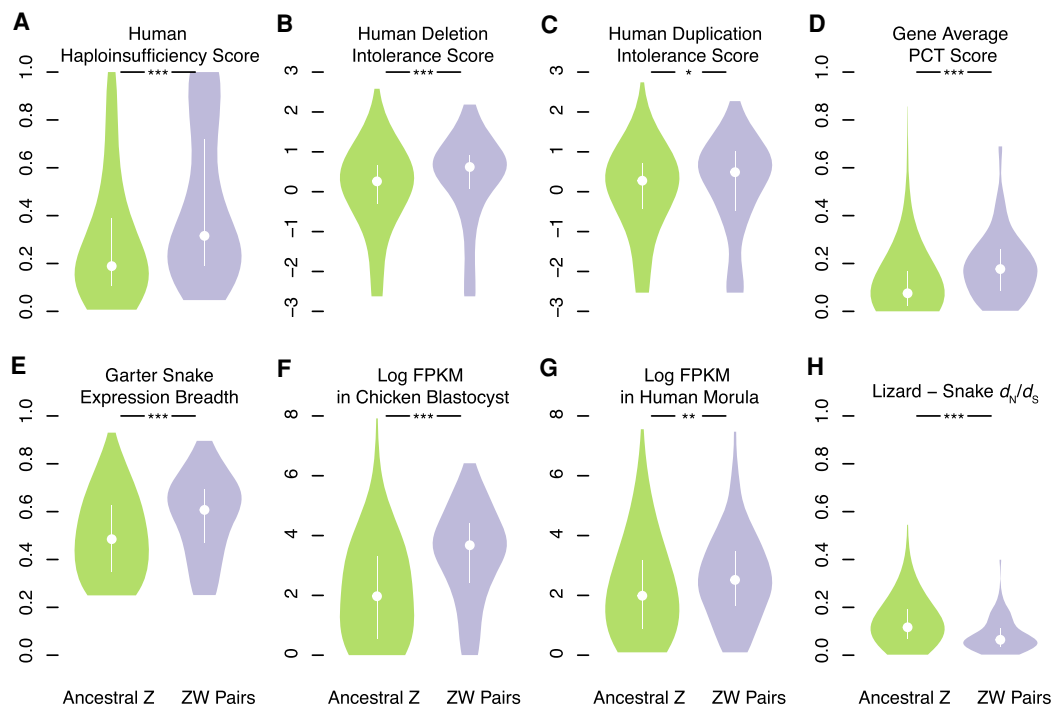 A
Human
Haploinsufficiency Score
***
1.0
0.8
0.6
0.4
0.2
0.0
B
Human Deletion
Intolerance Score
***
3
2
1
0
−1
−2
−3
C
Human Duplication
Intolerance Score
*
3
2
1
0
−1
−2
−3
D
Gene Average
PCT Score
***
1.0
0.8
0.6
0.4
0.2
0.0
E
Garter Snake
Expression Breadth
***
1.0
0.8
0.6
0.4
0.2
0.0
F
Log FPKM
in Chicken Blastocyst
***
8
6
4
2
0
G
Log FPKM
in Human Morula
**
8
6
4
2
0
H
Lizard − Snake dN/dS
***
1.0
0.8
0.6
0.4
0.2
0.0
Ancestral Z ZW Pairs
Ancestral Z ZW Pairs
Ancestral Z ZW Pairs
Ancestral Z ZW Pairs